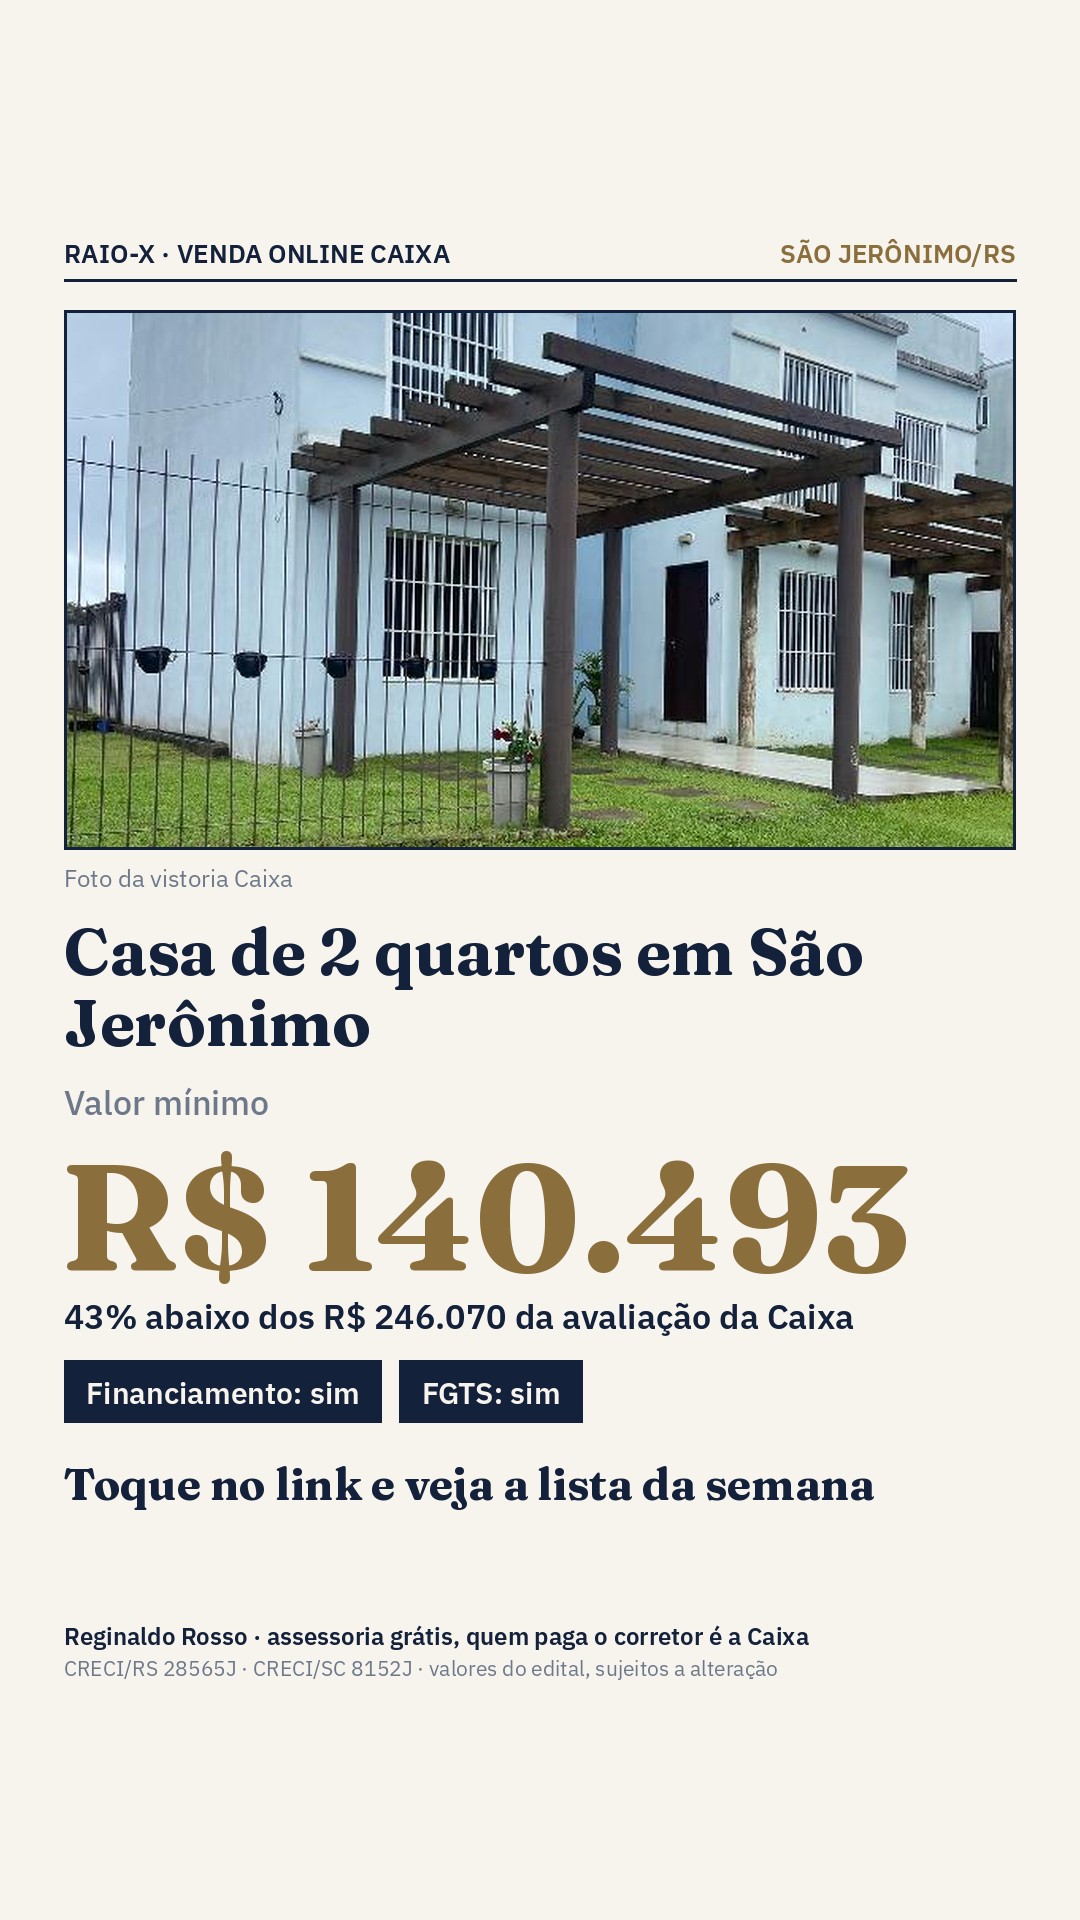 RAIO-X · VENDA ONLINE CAIXA
SÃO JERÔNIMO/RS
Foto da vistoria Caixa
Casa de 2 quartos em São
Jerônimo
Valor mínimo
R$ 140.493
43% abaixo dos R$ 246.070 da avaliação da Caixa
Financiamento: sim
FGTS: sim
Toque no link e veja a lista da semana
Reginaldo Rosso · assessoria grátis, quem paga o corretor é a Caixa
CRECI/RS 28565J · CRECI/SC 8152J · valores do edital, sujeitos a alteração